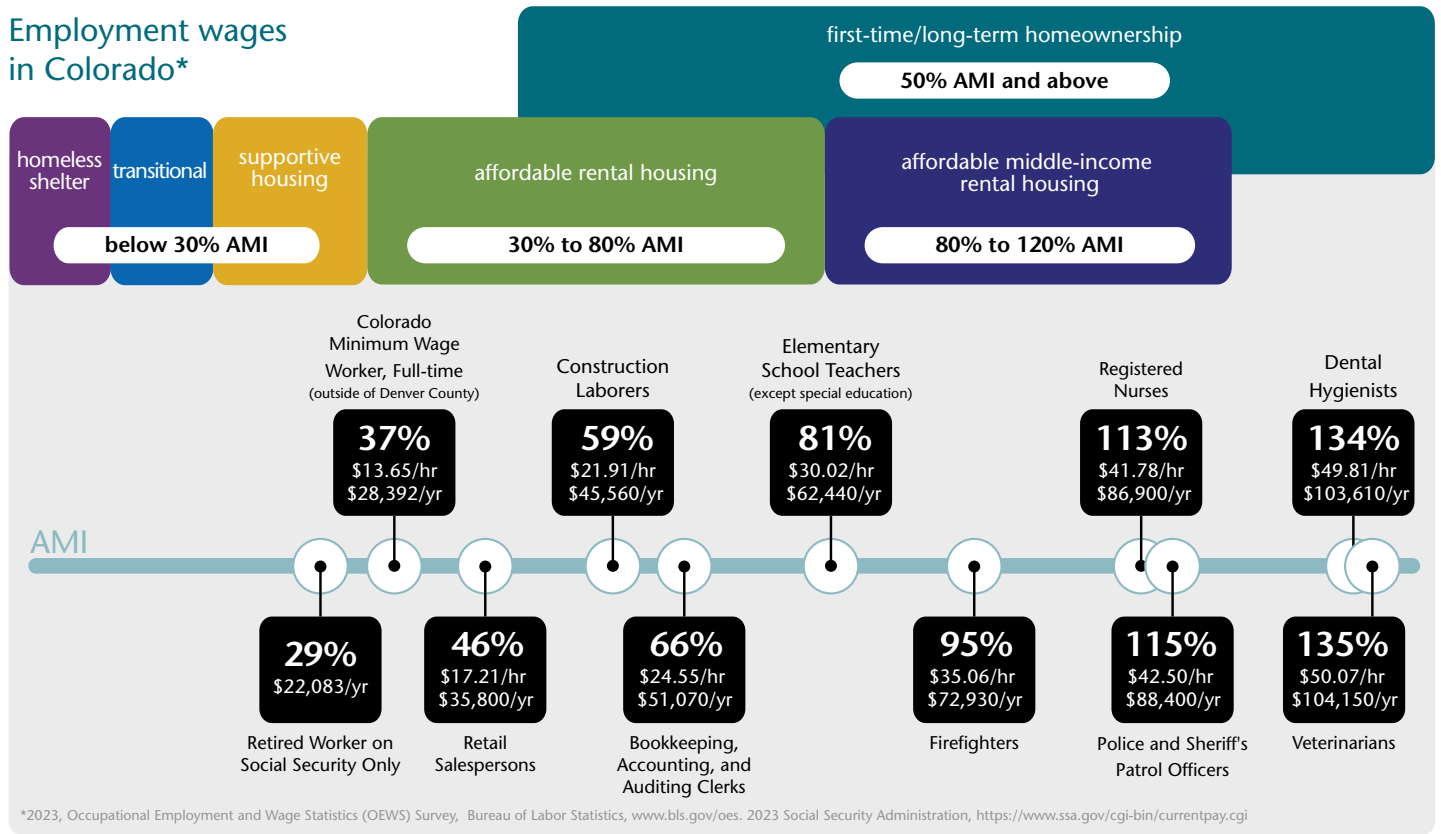 Employment wages
in Colorado*
first-time/long-term homeownership
50% AMI and above
homeless
shelter
transitional
supportive
housing
below 30% AMI
affordable rental housing
30% to 80% AMI
affordable middle-income
rental housing
80% to 120% AMI
Colorado
Minimum Wage
Worker, Full-time
(outside of Denver County)
37%
$13.65/hr
$28,392/yr
Construction
Laborers
59%
$21.91/hr
$45,560/yr
Elementary
School Teachers
(except special education)
81%
$30.02/hr
$62,440/yr
Registered
Nurses
113%
$41.78/hr
$86,900/yr
Dental
Hygienists
134%
$49.81/hr
$103,610/yr
AMI
29%
$22,083/yr
Retired Worker on
Social Security Only
46%
$17.21/hr
$35,800/yr
Retail
Salespersons
66%
$24.55/hr
$51,070/yr
Bookkeeping,
Accounting, and
Auditing Clerks
95%
$35.06/hr
$72,930/yr
Firefighters
115%
$42.50/hr
$88,400/yr
Police and Sheriff's
Patrol Officers
135%
$50.07/hr
$104,150/yr
Veterinarians
*2023, Occupational Employment and Wage Statistics (OEWS) Survey, Bureau of Labor Statistics, www.bls.gov/oes. 2023 Social Security Administration, https://www.ssa.gov/cgi-bin/currentpay.cgi